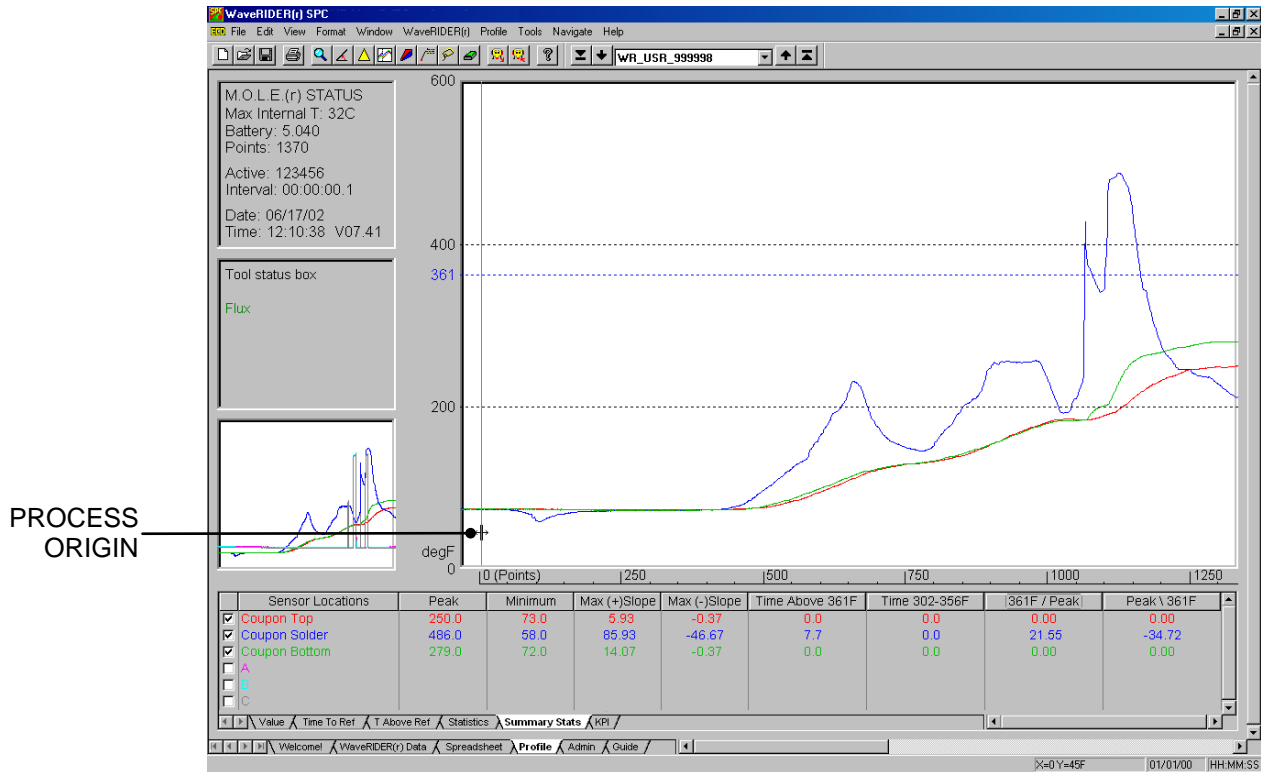 WaveRIDER(r) SPC
File Edit View Format Window WaveRIDER(r) Profile Tools Navigate Help
WR_USR_999998
M.O.L.E.(r) STATUS
Max Internal T: 32C
Battery: 5.040
Points: 1370
Active: 123456
Interval: 00:00:00.1
Date: 06/17/02
Time: 12:10:38 V07.41
Tool status box
Flux
600
400
361
200
degF
0
0 (Points) 250 500 750 1000 1250
PROCESS
ORIGIN
Sensor Locations Peak Minimum Max (+)Slope Max (-)Slope Time Above 361F Time 302-356F 361F / Peak Peak \ 361F
Coupon Top 250.0 73.0 5.93 -0.37 0.0 0.0 0.00 0.00
Coupon Solder 486.0 58.0 85.93 -46.67 7.7 0.0 21.55 -34.72
Coupon Bottom 279.0 72.0 14.07 -0.37 0.0 0.0 0.00 0.00
A
B
C
Value Time To Ref T Above Ref Statistics Summary Stats KPI
Welcome! WaveRIDER(r) Data Spreadsheet Profile Admin Guide
X=0 Y=45F 01/01/00 HH:MM:SS